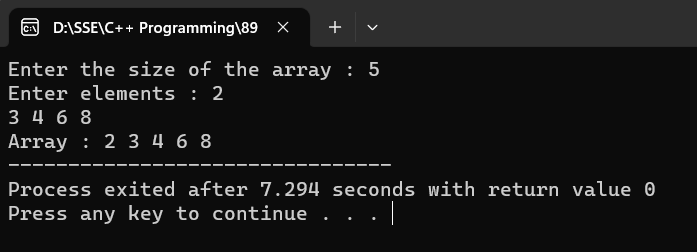 D:\SSE\C++ Programming\89
Enter the size of the array : 5
Enter elements : 2
3 4 6 8
Array : 2 3 4 6 8
--------------------------------
Process exited after 7.294 seconds with return value 0
Press any key to continue . . .